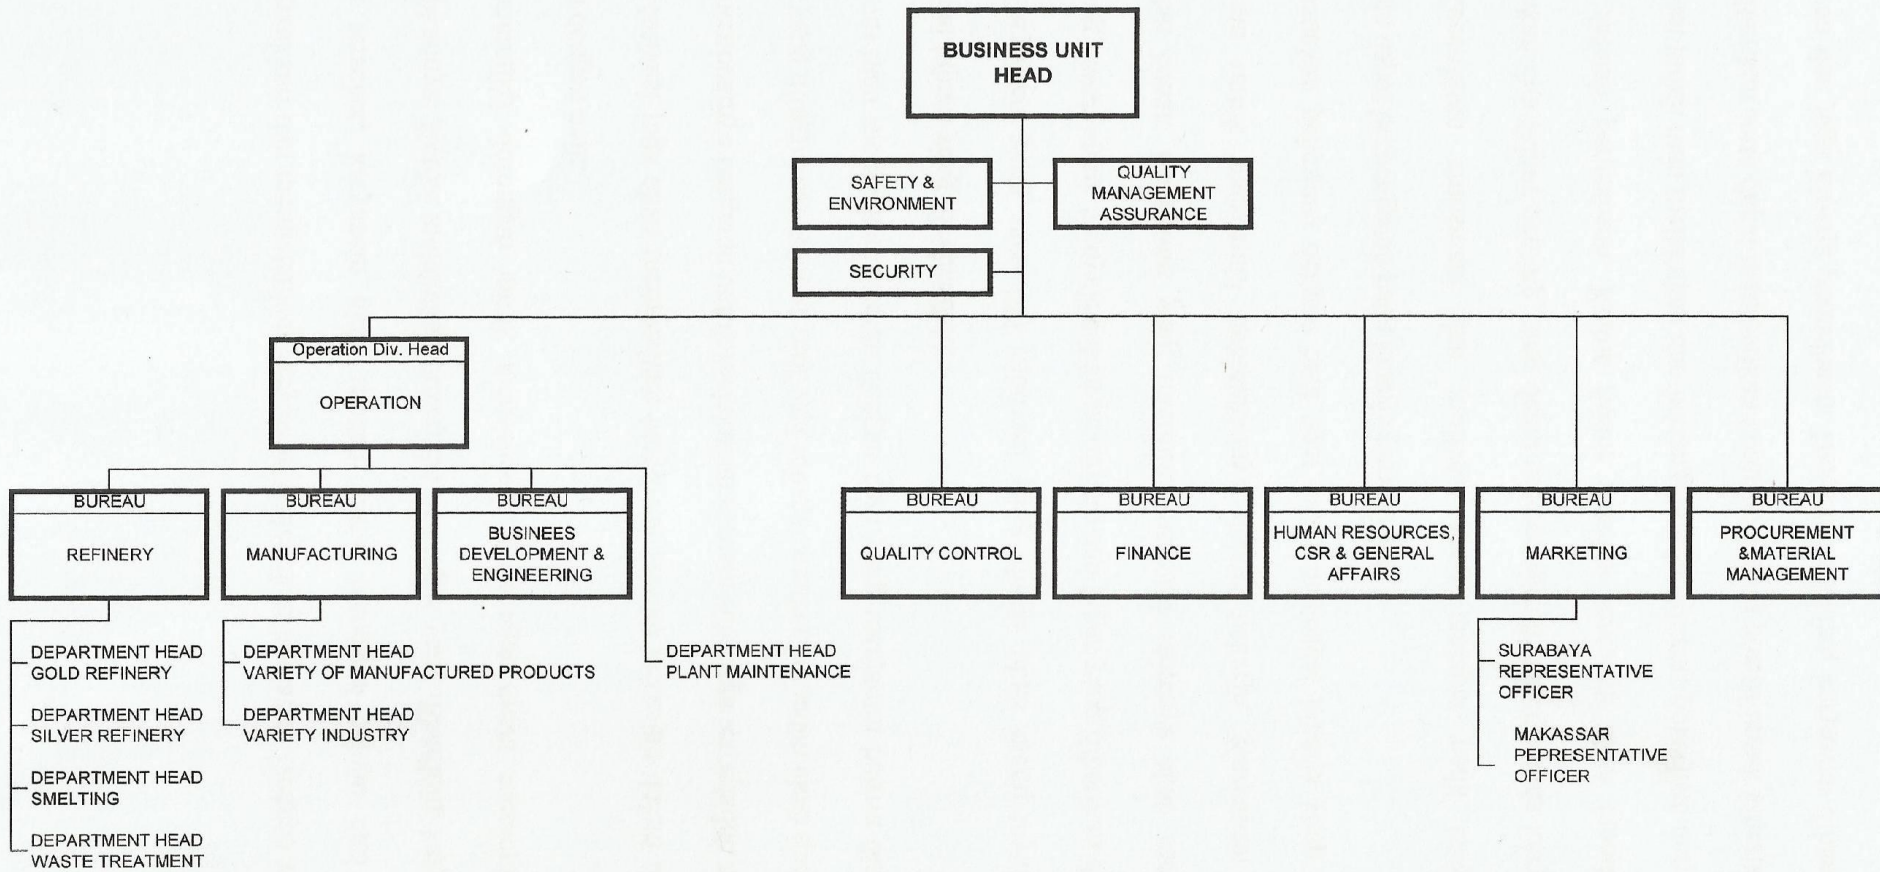 BUSINESS UNIT
HEAD
SAFETY &
ENVIRONMENT
QUALITY
MANAGEMENT
ASSURANCE
SECURITY
Operation Div. Head
OPERATION
BUREAU
REFINERY
BUREAU
MANUFACTURING
BUREAU
BUSINEES
DEVELOPMENT &
ENGINEERING
BUREAU
QUALITY CONTROL
BUREAU
FINANCE
BUREAU
HUMAN RESOURCES,
CSR & GENERAL
AFFAIRS
BUREAU
MARKETING
BUREAU
PROCUREMENT
&MATERIAL
MANAGEMENT
DEPARTMENT HEAD
GOLD REFINERY
DEPARTMENT HEAD
SILVER REFINERY
DEPARTMENT HEAD
SMELTING
DEPARTMENT HEAD
WASTE TREATMENT
DEPARTMENT HEAD
VARIETY OF MANUFACTURED PRODUCTS
DEPARTMENT HEAD
VARIETY INDUSTRY
DEPARTMENT HEAD
PLANT MAINTENANCE
SURABAYA
REPRESENTATIVE
OFFICER
MAKASSAR
PEPRESENTATIVE
OFFICER